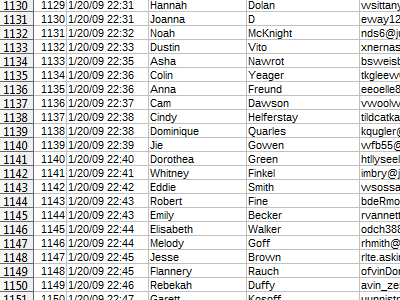 1130 1129 1/20/09 22:31 Hannah Dolan wsittany
1131 1130 1/20/09 22:31 Joanna D eway12
1132 1131 1/20/09 22:32 Noah McKnight nds6@ju
1133 1132 1/20/09 22:33 Dustin Vito xnernas
1134 1133 1/20/09 22:35 Asha Nawrot bsweisb
1135 1134 1/20/09 22:36 Colin Yeager tkgleew
1136 1135 1/20/09 22:36 Anna Freund eeoelle8
1137 1136 1/20/09 22:37 Cam Dawson
1138 1137 1/20/09 22:38 Cindy Helferstay tildcatka
1139 1138 1/20/09 22:38 Dominique Quarles kqugler@
1140 1139 1/20/09 22:39 Jie Gowen wfb55@
1141 1140 1/20/09 22:40 Dorothea Green htllyseel
1142 1141 1/20/09 22:41 Whitney Finkel imbry@j
1143 1142 1/20/09 22:42 Eddie Smith wsossa
1144 1143 1/20/09 22:43 Robert Fine bdeRmo
1145 1144 1/20/09 22:43 Emily Becker rvannett
1146 1145 1/20/09 22:44 Elisabeth Walker odch388
1147 1146 1/20/09 22:44 Melody Goff rhmith@
1148 1147 1/20/09 22:45 Jesse Brown rlte.askin
1149 1148 1/20/09 22:45 Flannery Rauch ofvinDor
1150 1149 1/20/09 22:46 Rebekah Duffy avin_ze
1151 1150 1/20/09 22:47 Garett Kosoff